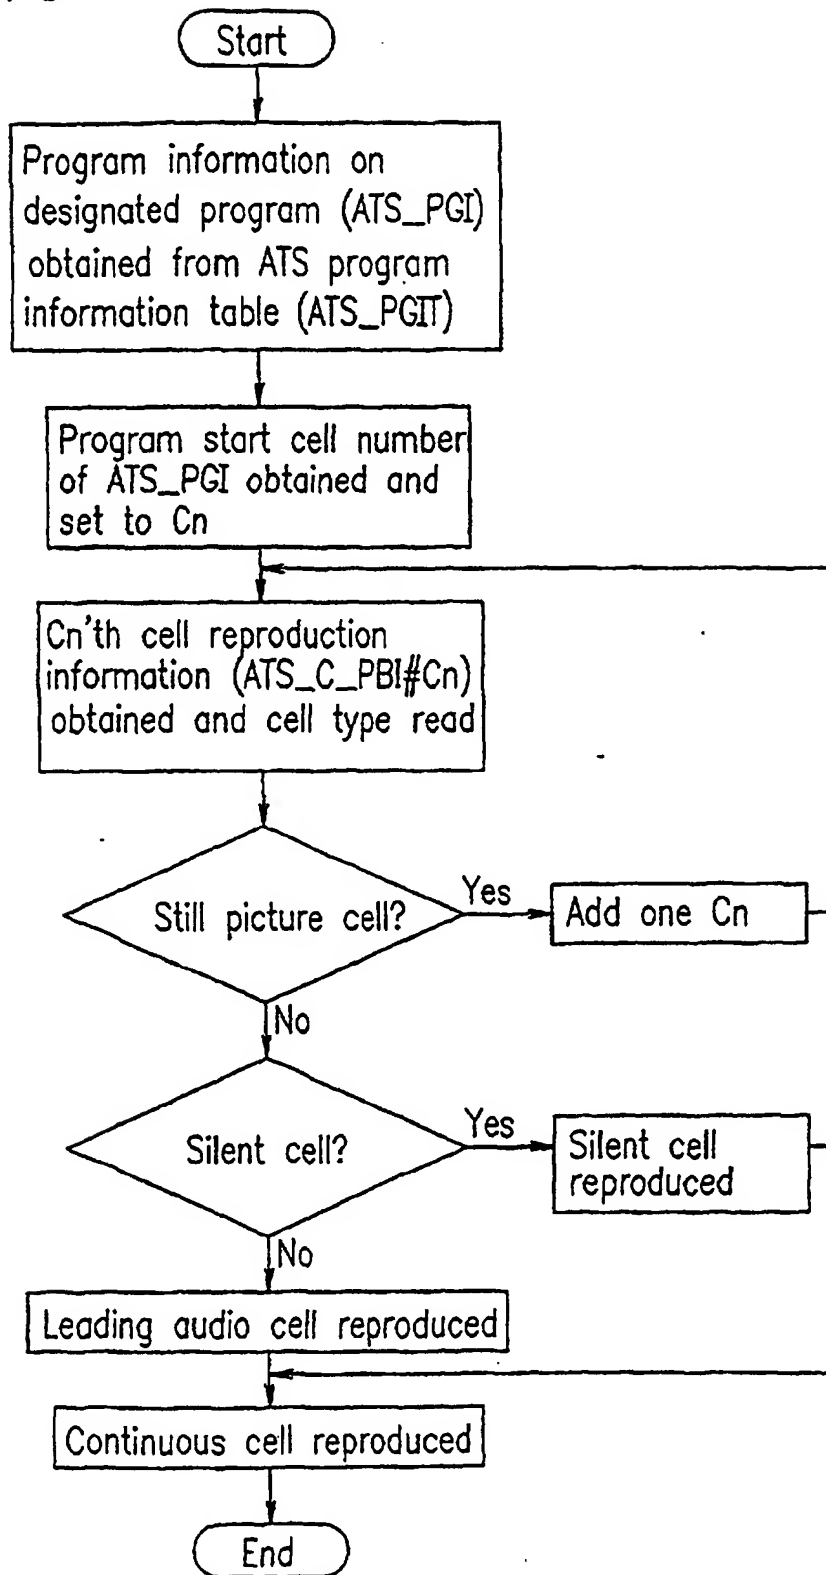 Start
Program information on
designated program (ATS_PGI)
obtained from ATS program
information table (ATS_PGIT)
Program start cell number
of ATS_PGI obtained and
set to Cn
Cn'th cell reproduction
information (ATS_C_PBI#Cn)
obtained and cell type read
Still picture cell?
Yes
Add one Cn
No
Silent cell?
Yes
Silent cell
reproduced
No
Leading audio cell reproduced
Continuous cell reproduced
End